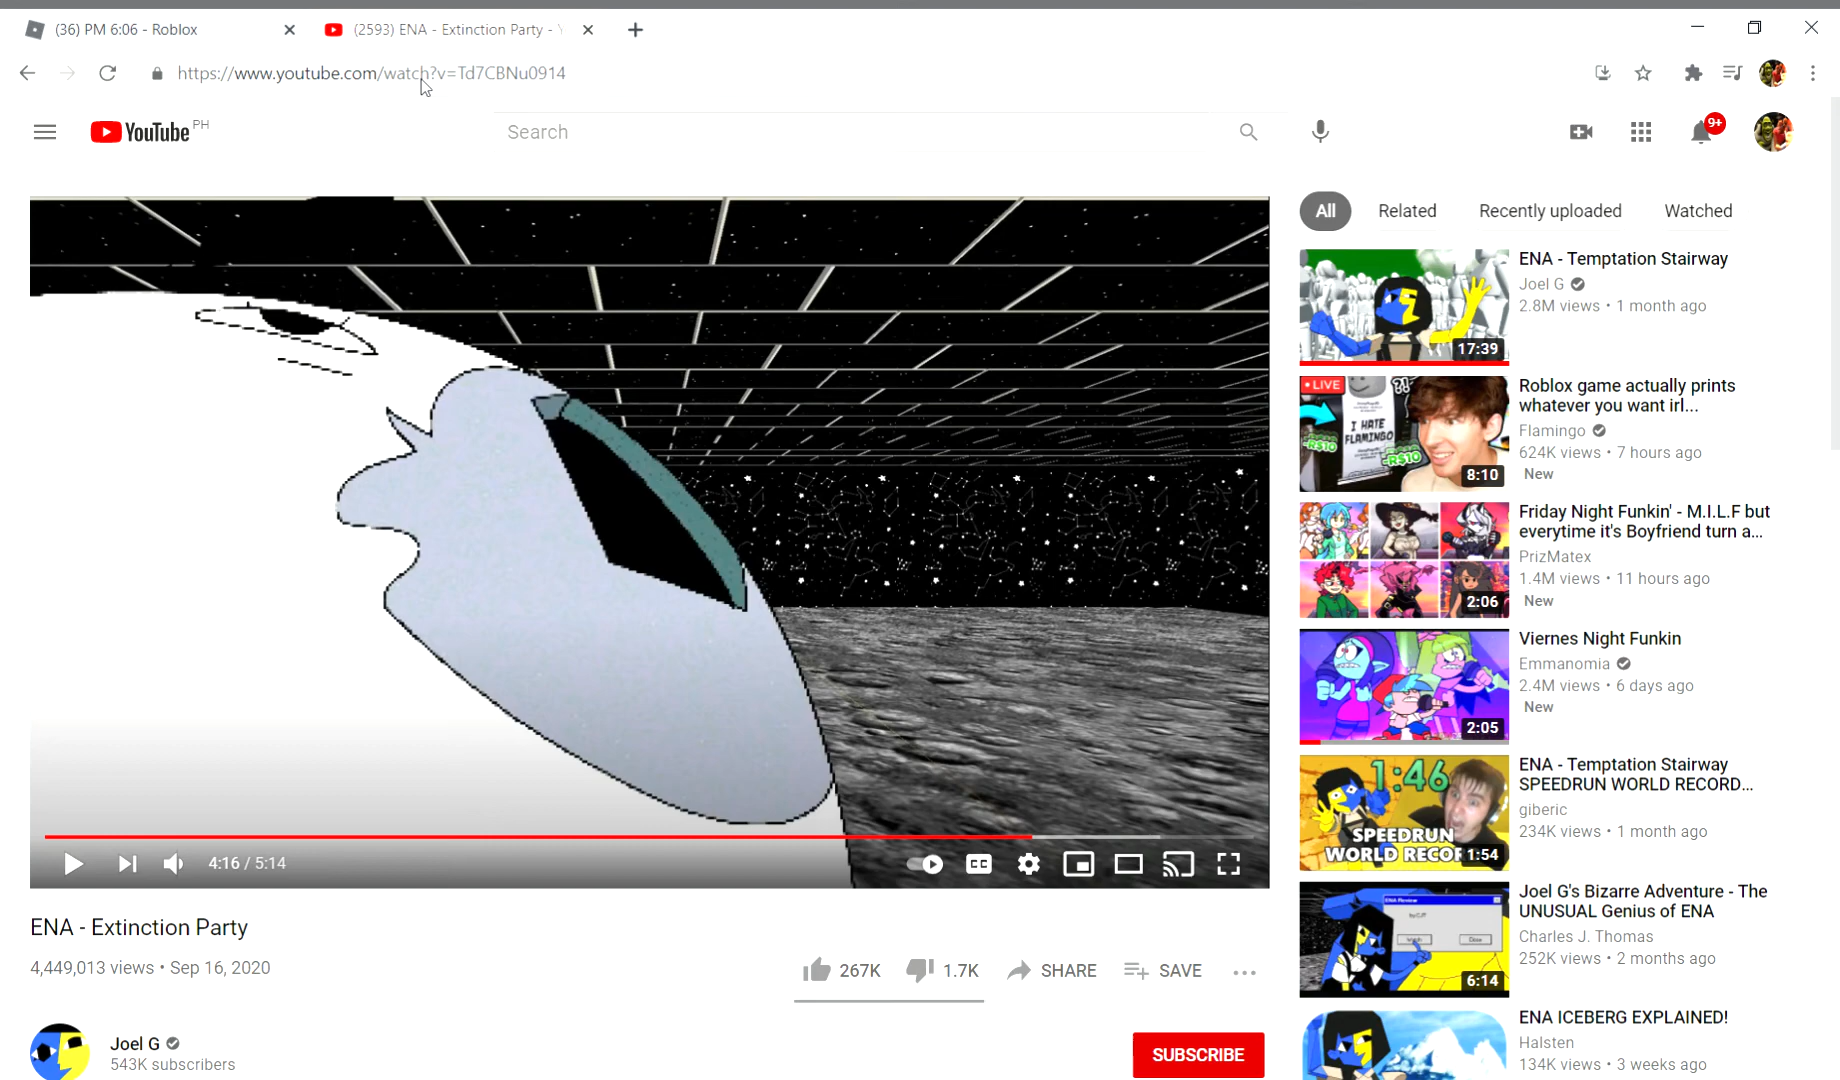 (36) PM 6:06 - Roblox
(2593) ENA - Extinction Party -
https://www.youtube.com/watch?v=Td7CBNu0914
YouTube PH
Search
9+
All Related Recently uploaded Watched
17:39
ENA - Temptation Stairway
Joel G
2.8M views • 1 month ago
LIVE
?!
I HATE
FLAMINGO
-R$10
-R$10
8:10
Roblox game actually prints
whatever you want irl...
Flamingo
624K views • 7 hours ago
New
2:06
Friday Night Funkin' - M.I.L.F but
everytime it's Boyfriend turn a...
PrizMatex
1.4M views • 11 hours ago
New
2:05
Viernes Night Funkin
Emmanomia
2.4M views • 6 days ago
New
1:46
SPEEDRUN
WORLD RECOR
1:54
ENA - Temptation Stairway
SPEEDRUN WORLD RECORD...
giberic
234K views • 1 month ago
ENA Review
by CJT
Close
6:14
Joel G's Bizarre Adventure - The
UNUSUAL Genius of ENA
Charles J. Thomas
252K views • 2 months ago
ENA ICEBERG EXPLAINED!
Halsten
134K views • 3 weeks ago
4:16 / 5:14
CC
ENA - Extinction Party
4,449,013 views • Sep 16, 2020
267K 1.7K SHARE SAVE
Joel G
543K subscribers
SUBSCRIBE